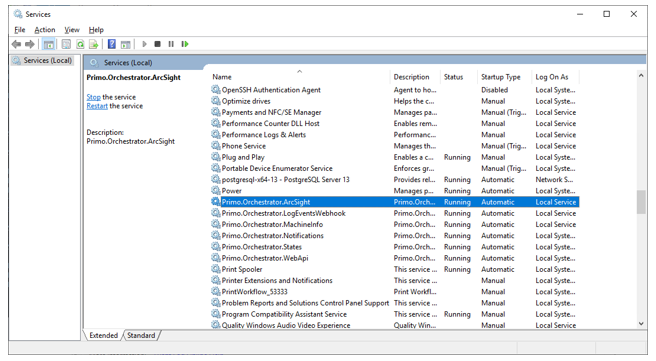 Services
File Action View Help
Services (Local)
Services (Local)
Primo.Orchestrator.ArcSight
Stop the service
Restart the service
Description:
Primo.Orchestrator.ArcSight
Name Description Status Startup Type Log On As
OpenSSH Authentication Agent Agent to ho... Disabled Local Syste...
Optimize drives Helps the c... Manual Local Syste...
Payments and NFC/SE Manager Manages pa... Manual (Trig... Local Service
Performance Counter DLL Host Enables rem... Manual Local Service
Performance Logs & Alerts Performanc... Manual Local Service
Phone Service Manages th... Manual (Trig... Local Service
Plug and Play Enables a c... Running Manual Local Syste...
Portable Device Enumerator Service Enforces gr... Manual (Trig... Local Syste...
postgresql-x64-13 - PostgreSQL Server 13 Provides rel... Running Automatic Network S...
Power Manages p... Running Automatic Local Syste...
Primo.Orchestrator.ArcSight Primo.Orch... Running Automatic Local Service
Primo.Orchestrator.LogEventsWebhook Primo.Orch... Running Automatic Local Syste...
Primo.Orchestrator.MachineInfo Primo.Orch... Running Automatic Local Service
Primo.Orchestrator.Notifications Primo.Orch... Running Automatic Local Syste...
Primo.Orchestrator.States Primo.Orch... Running Automatic Local Syste...
Primo.Orchestrator.WebApi Primo.Orch... Running Automatic Local Syste...
Print Spooler This service ... Running Automatic Local Syste...
Printer Extensions and Notifications This service ... Manual Local Syste...
PrintWorkflow_53333 Print Workfl... Manual Local Syste...
Problem Reports and Solutions Control Panel Support This service ... Manual Local Syste...
Program Compatibility Assistant Service This service ... Running Manual Local Syste...
Quality Windows Audio Video Experience Quality Win... Manual Local Service
Extended Standard